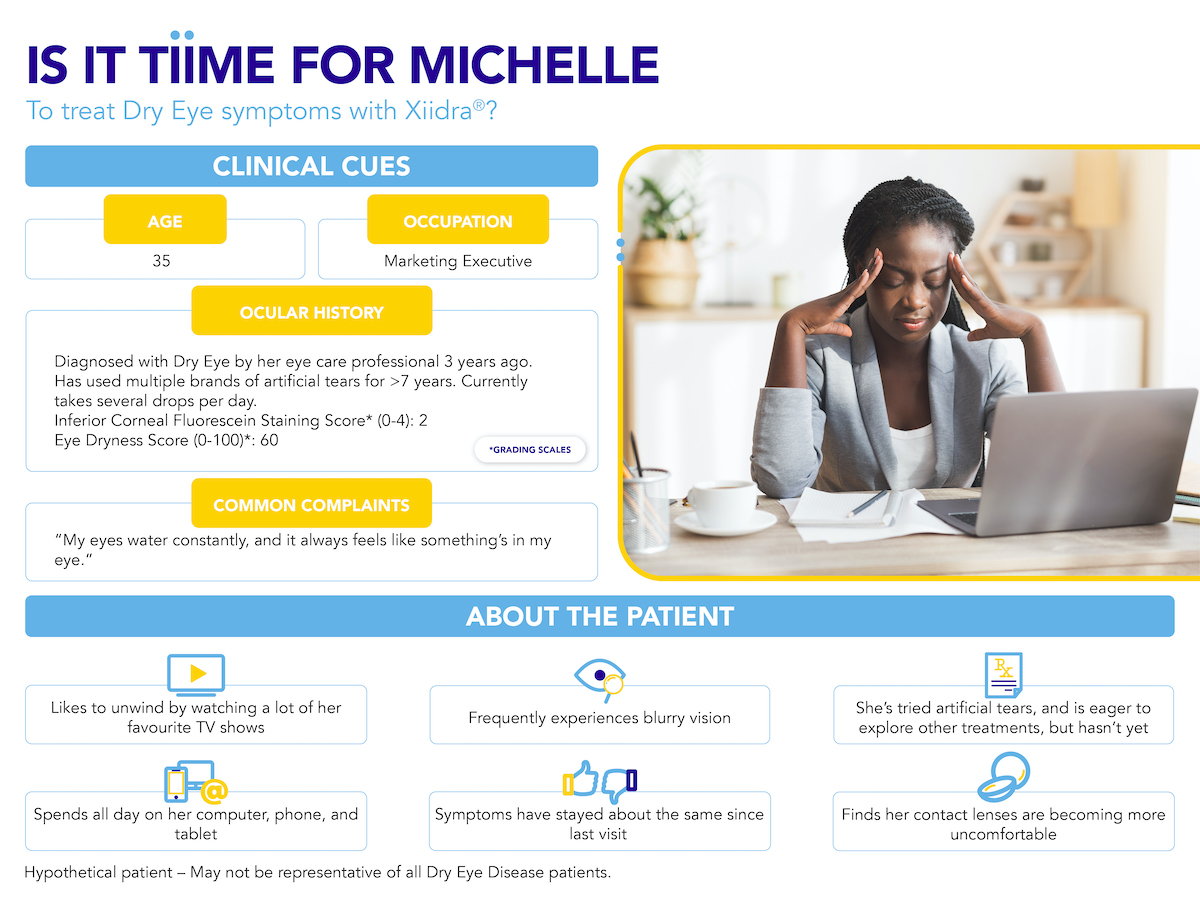 IS IT TIIME FOR MICHELLE
To treat Dry Eye symptoms with Xiidra®?
CLINICAL CUES
AGE
35
OCCUPATION
Marketing Executive
OCULAR HISTORY
Diagnosed with Dry Eye by her eye care professional 3 years ago.
Has used multiple brands of artificial tears for >7 years. Currently
takes several drops per day.
Inferior Corneal Fluorescein Staining Score* (0-4): 2
Eye Dryness Score (0-100)*: 60
*GRADING SCALES
COMMON COMPLAINTS
“My eyes water constantly, and it always feels like something’s in my
eye.“
ABOUT THE PATIENT
Likes to unwind by watching a lot of her
favourite TV shows
Frequently experiences blurry vision
Rx
She’s tried artificial tears, and is eager to
explore other treatments, but hasn’t yet
@
Spends all day on her computer, phone, and
tablet
Symptoms have stayed about the same since
last visit
Finds her contact lenses are becoming more
uncomfortable
Hypothetical patient – May not be representative of all Dry Eye Disease patients.